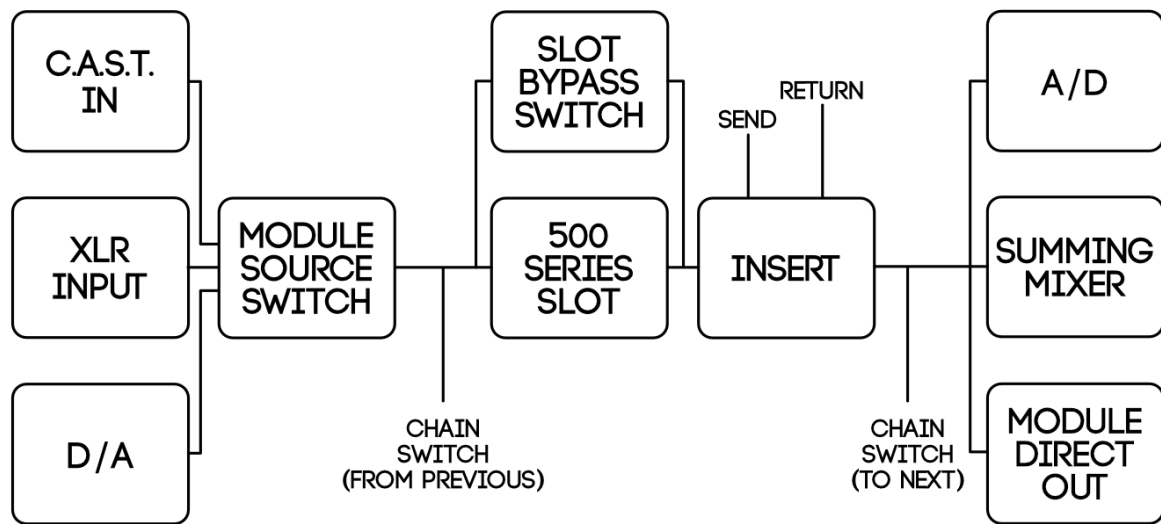 C.A.S.T.
IN
XLR
INPUT
D/A
MODULE
SOURCE
SWITCH
CHAIN
SWITCH
(FROM PREVIOUS)
SLOT
BYPASS
SWITCH
500
SERIES
SLOT
SEND
RETURN
INSERT
CHAIN
SWITCH
(TO NEXT)
A/D
SUMMING
MIXER
MODULE
DIRECT
OUT